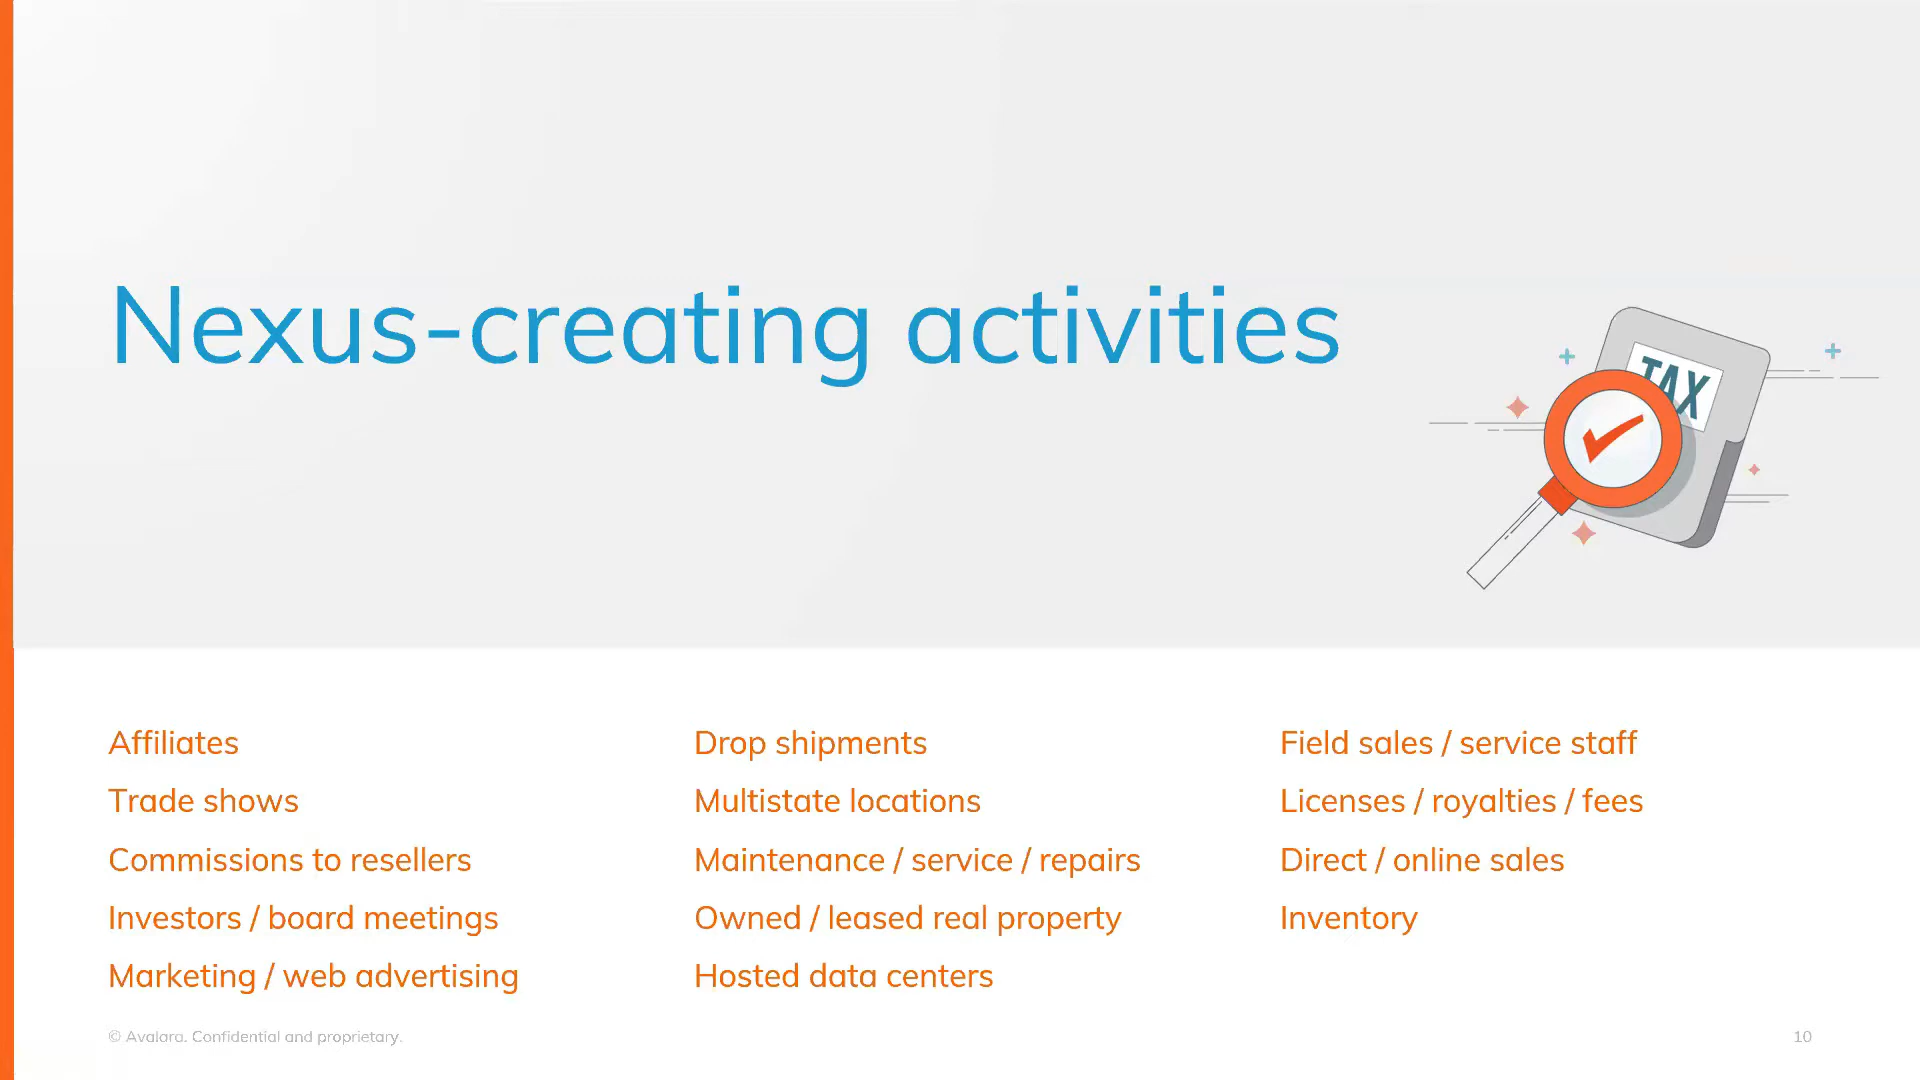 Nexus-creating activities
TAX
Affiliates
Trade shows
Commissions to resellers
Investors / board meetings
Marketing / web advertising
Drop shipments
Multistate locations
Maintenance / service / repairs
Owned / leased real property
Hosted data centers
Field sales / service staff
Licenses / royalties / fees
Direct / online sales
Inventory
© Avalara. Confidential and proprietary.
10